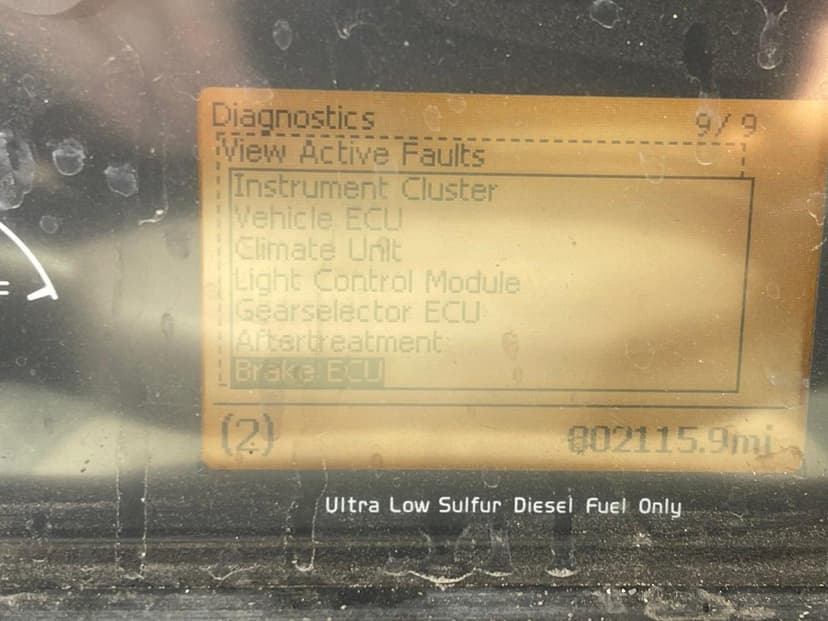 Diagnostics 9/ 9
View Active Faults
Instrument Cluster
Vehicle ECU
Climate Unit
Light Control Module
Gearselector ECU
Aftertreatment
Brake ECU
(2) 002115.9mi
Ultra Low Sulfur Diesel Fuel Only